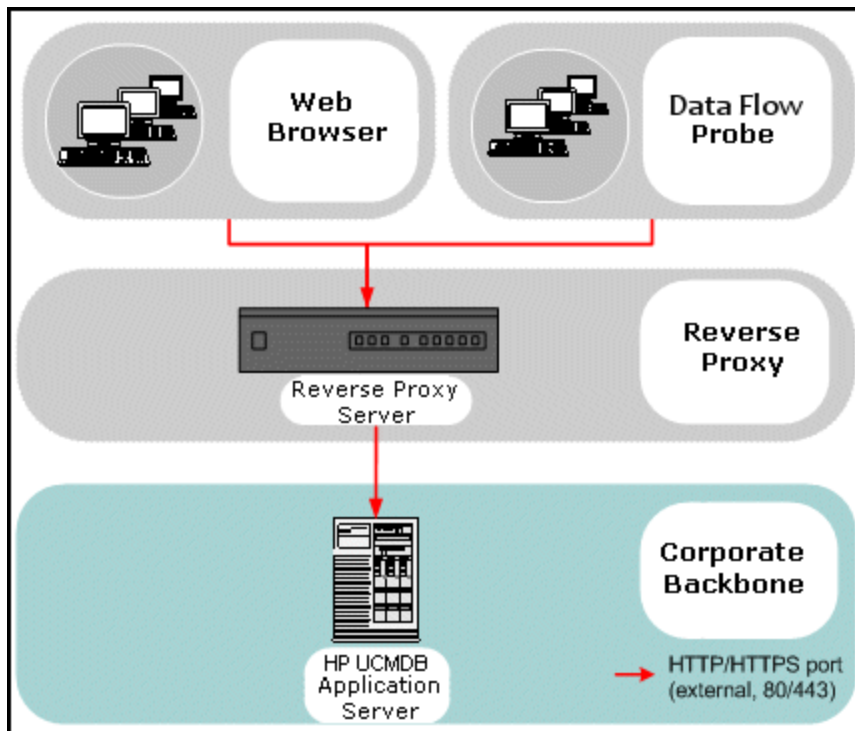 Web
Browser
Data Flow
Probe
Reverse
Proxy
Reverse Proxy
Server
Corporate
Backbone
HP UCMDB
Application
Server
HTTP/HTTPS port
(external, 80/443)